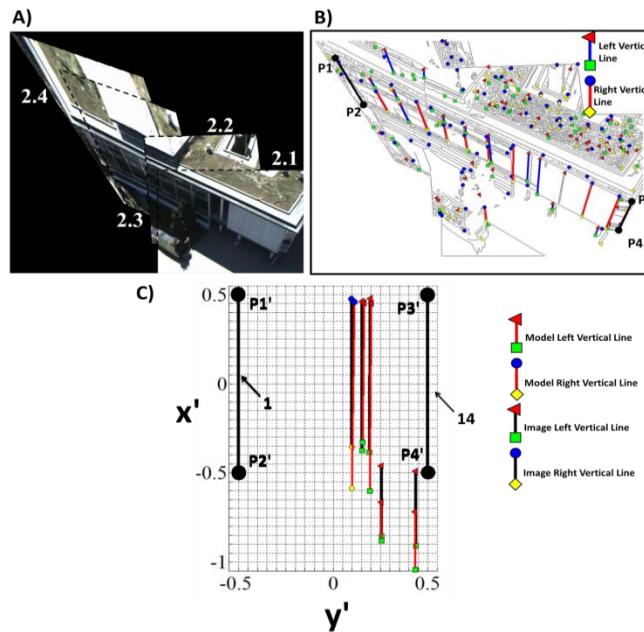 A)
2.4
2.2
2.1
2.3
B)
P1
P2
P
P4
Left Vertical
Line
Right Vertic
Line
C)
0.5
0
-0.5
-1
x'
P1'
P2'
1
P3'
P4'
14
-0.5
0
0.5
y'
Model Left Vertical Line
Model Right Vertical Line
Image Left Vertical Line
Image Right Vertical Line